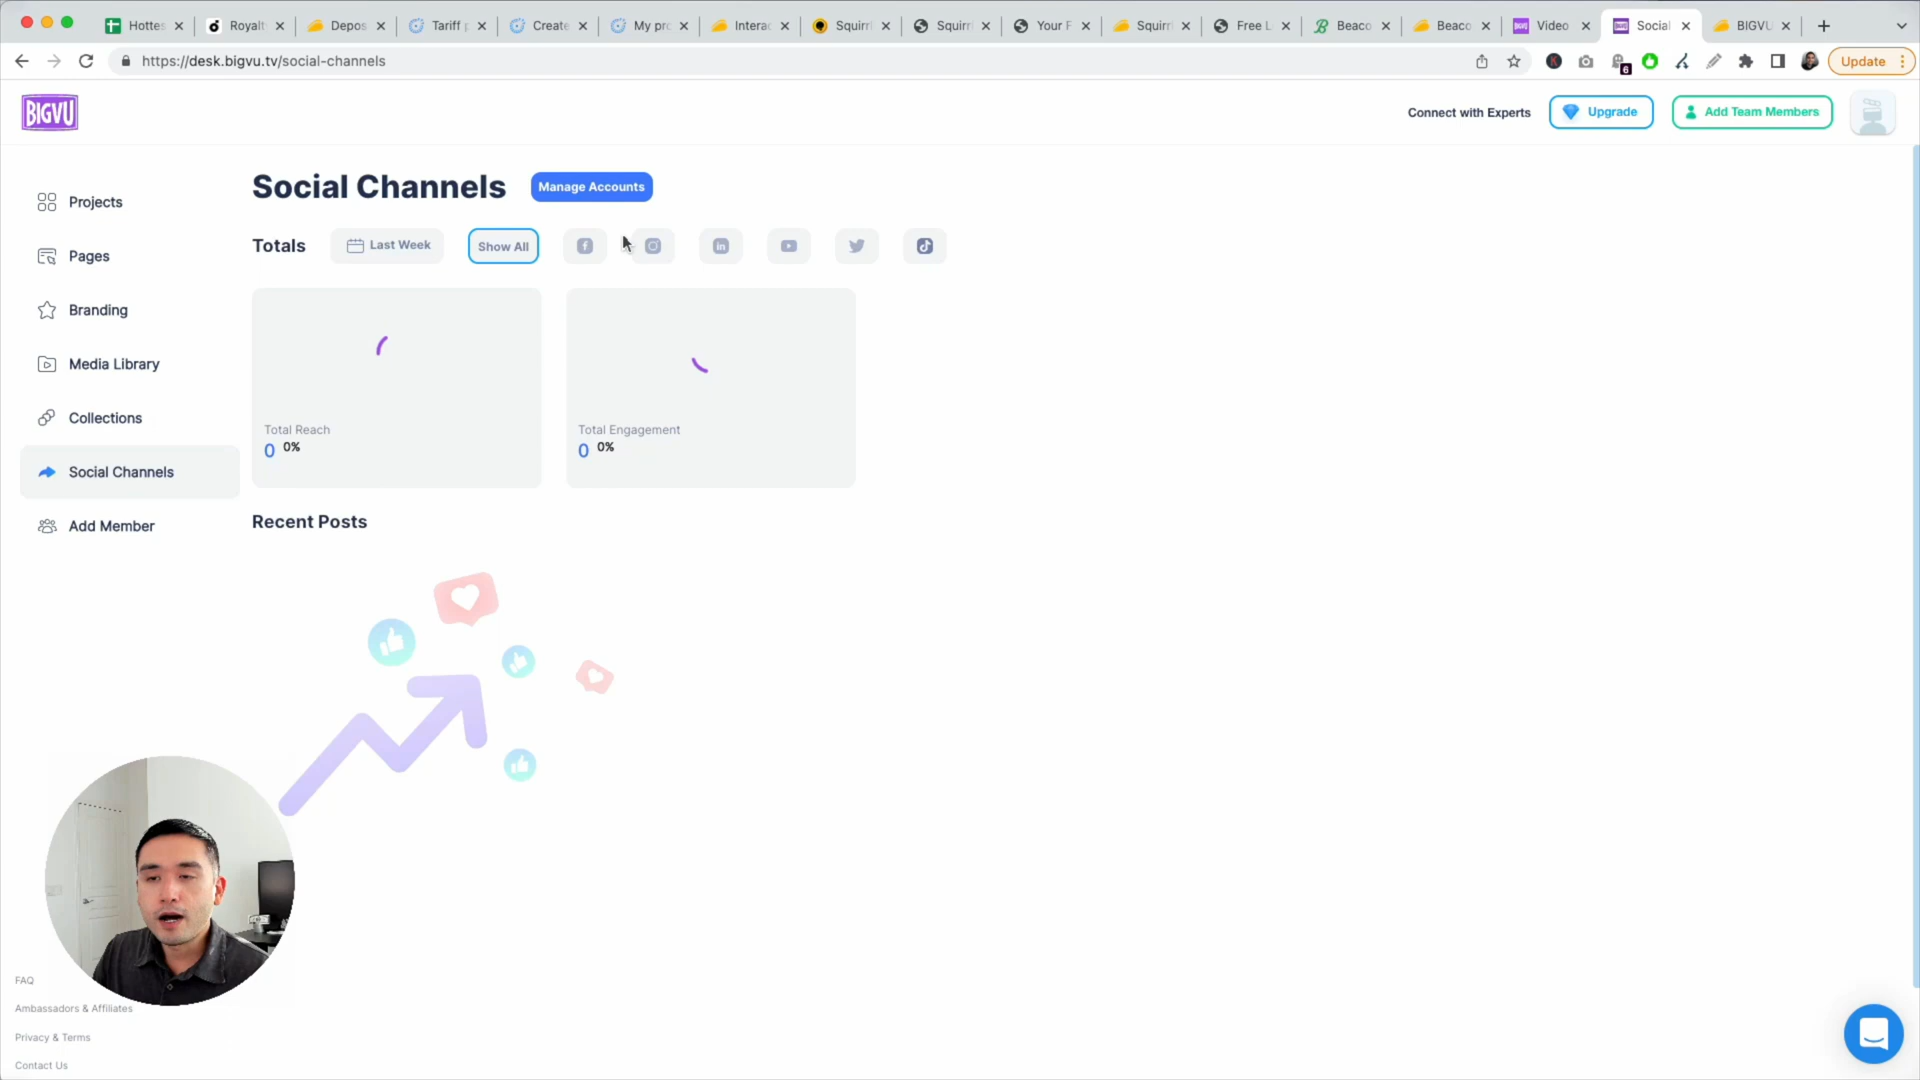 Hottes
Royalt
Depos
Tariff p
Create
My pro
Interac
Squirr
Squirr
Your F
Squirr
Free L
Beaco
Beaco
Video
Social
BIGVU
https://desk.bigvu.tv/social-channels
6
Update
BIGVU
Connect with Experts
Upgrade
Add Team Members
Projects
Pages
Branding
Media Library
Collections
Social Channels
Add Member
Social Channels
Manage Accounts
Totals
Last Week
Show All
Total Reach
0 0%
Total Engagement
0 0%
Recent Posts
FAQ
Ambassadors & Affiliates
Privacy & Terms
Contact Us